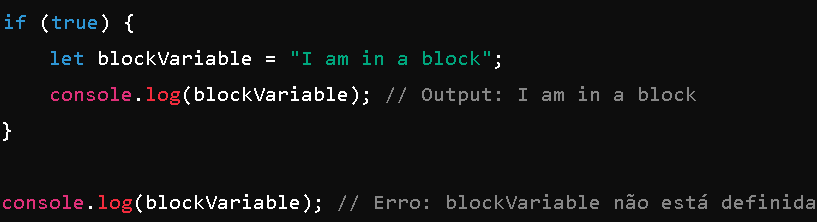 if (true) {
    let blockVariable = "I am in a block";
    console.log(blockVariable); // Output: I am in a block
}
console.log(blockVariable); // Erro: blockVariable não está definida